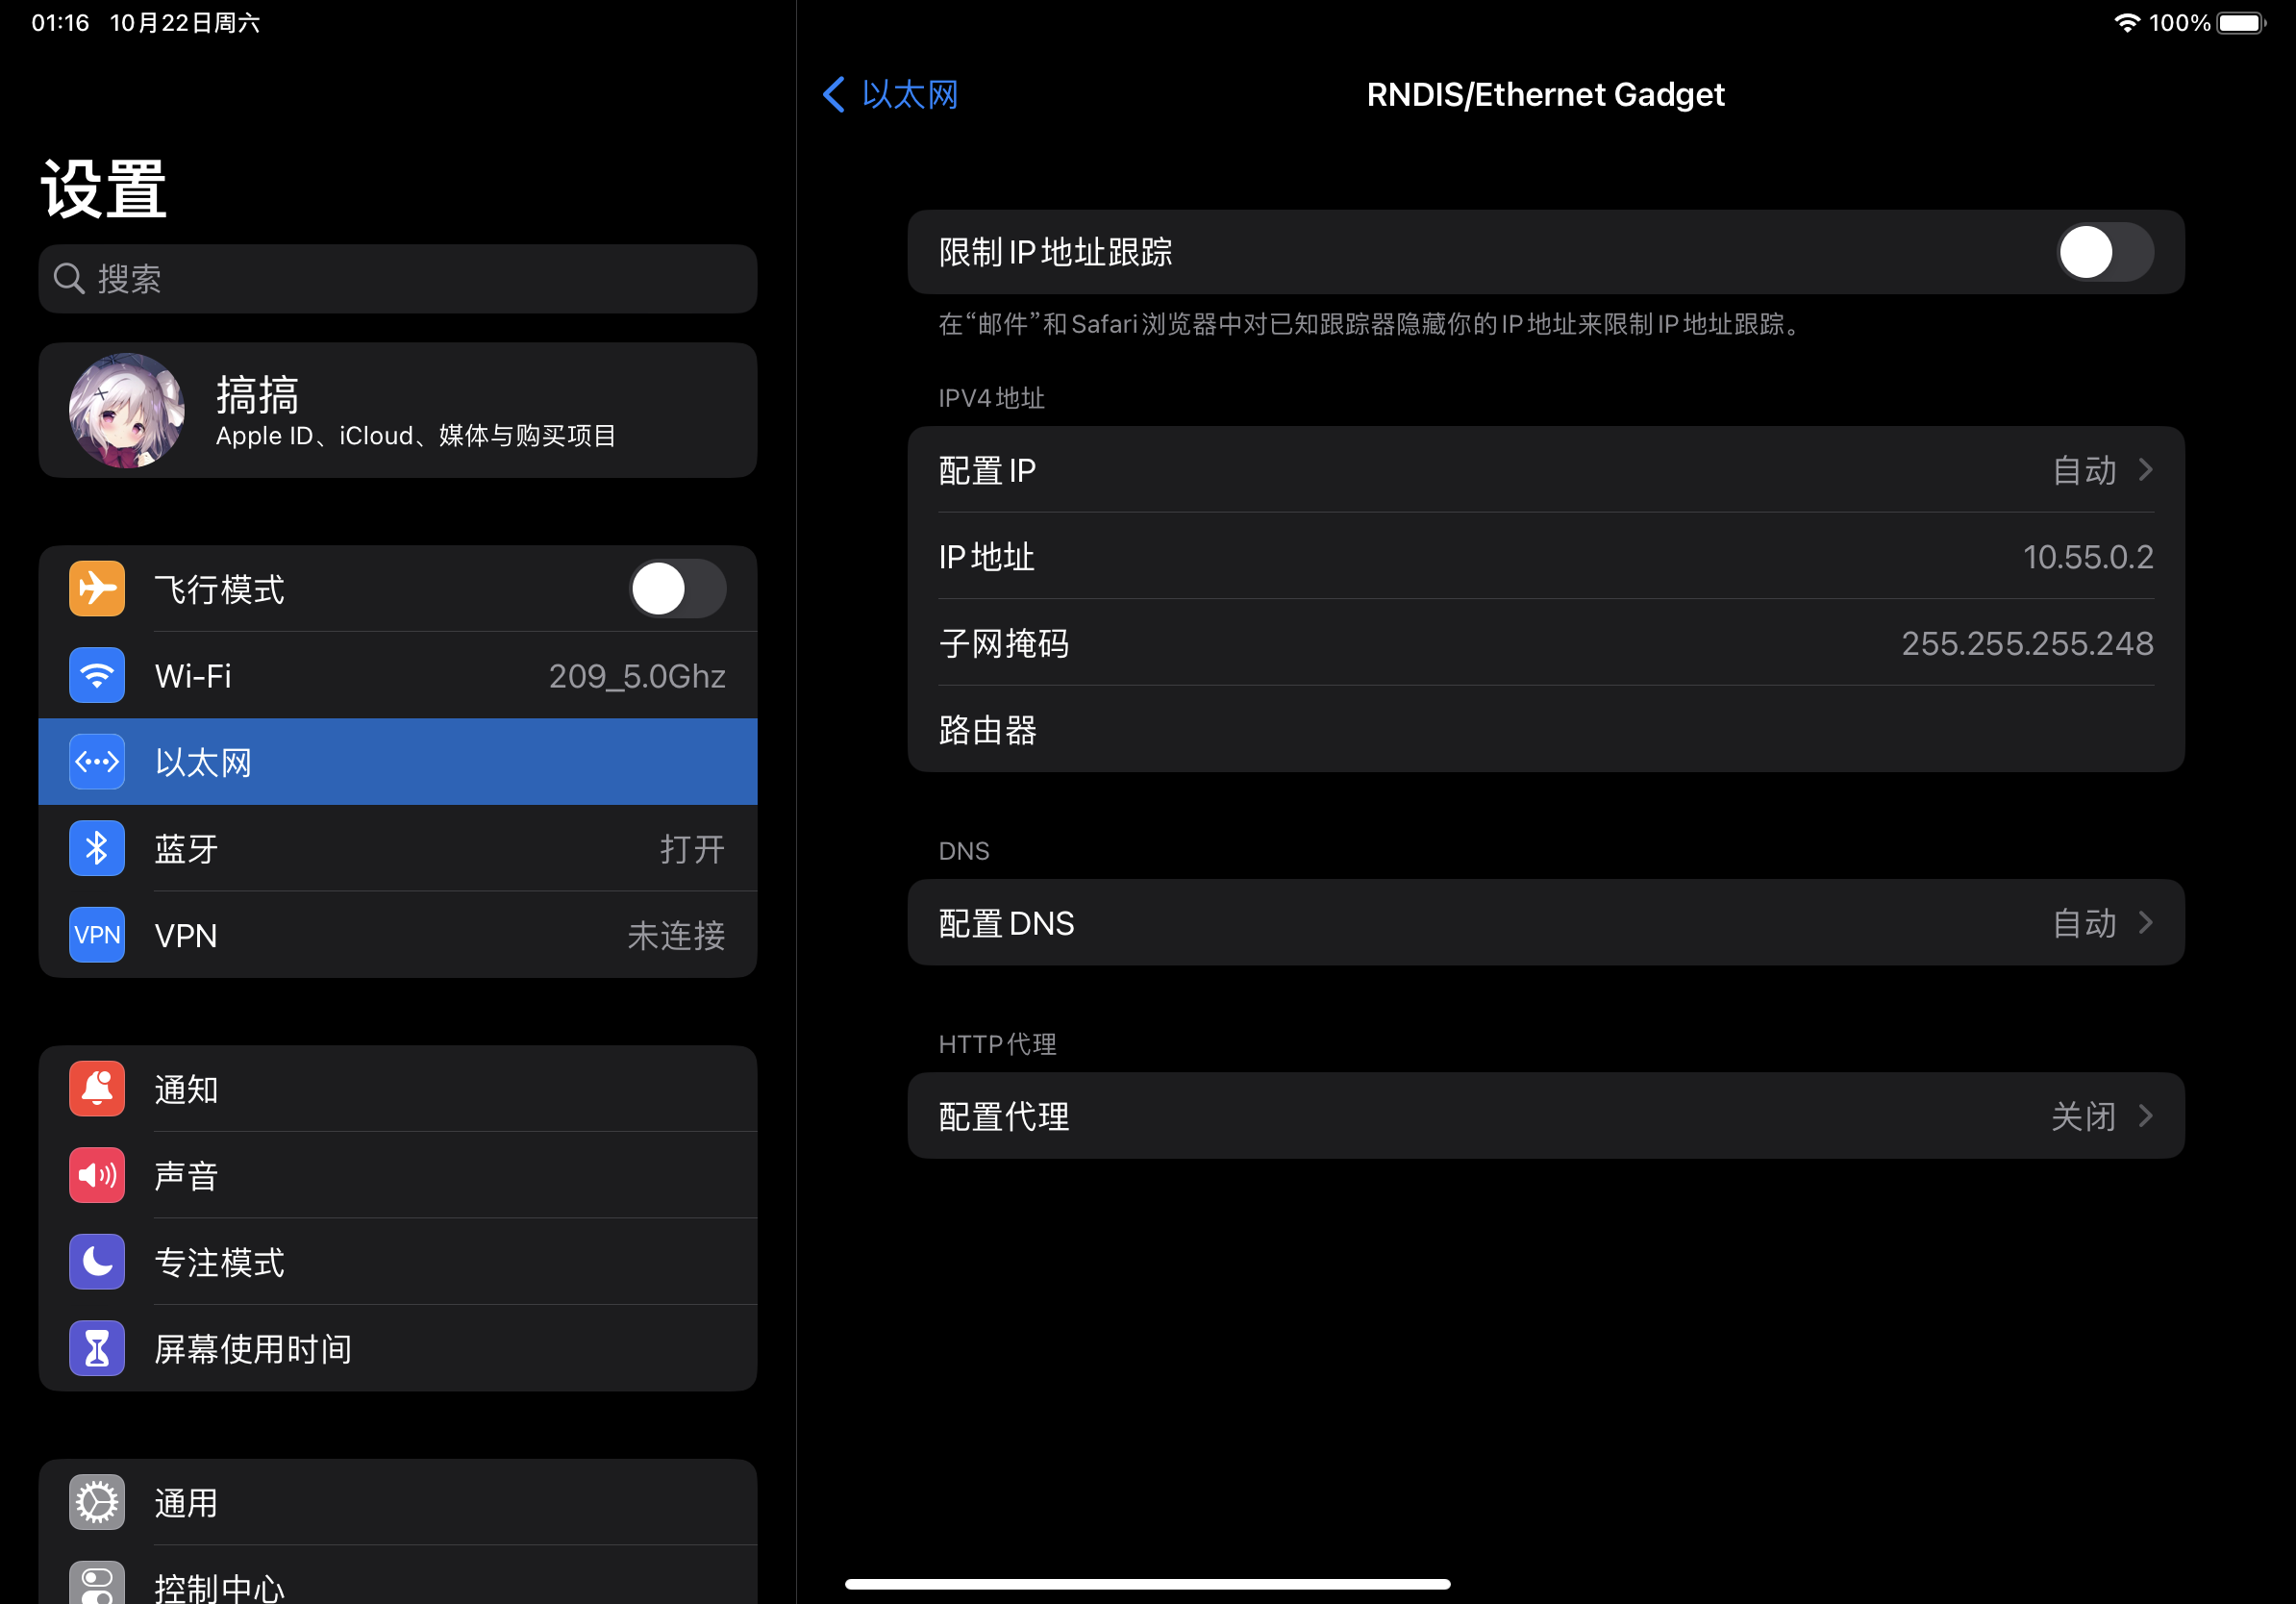 01:16 10月22日周六
100%
设置
搜索
搞搞
Apple ID、iCloud、媒体与购买项目
飞行模式
Wi-Fi 209_5.0Ghz
以太网
蓝牙 打开
VPN VPN 未连接
通知
声音
专注模式
屏幕使用时间
通用
控制中心
以太网
RNDIS/Ethernet Gadget
限制 IP 地址跟踪
在“邮件”和 Safari 浏览器中对已知跟踪器隐藏你的 IP 地址来限制 IP 地址跟踪。
IPV4 地址
配置 IP 自动
IP 地址 10.55.0.2
子网掩码 255.255.255.248
路由器
DNS
配置 DNS 自动
HTTP 代理
配置代理 关闭